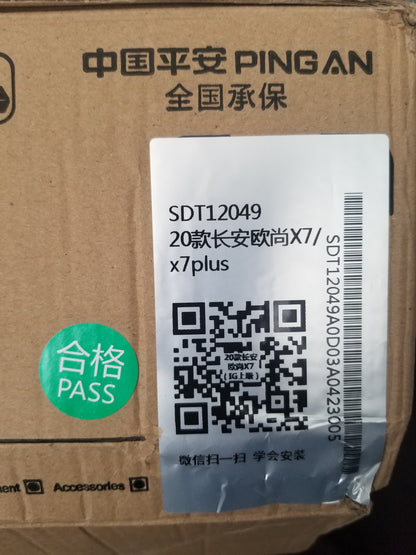 中国平安 PINGAN
全国承保
SDT12049
20款长安欧尚X7/
x7plus
SDT12049A0D03A0423005
20款长安
欧尚X7
合格
PASS
微信扫一扫 学会安装
ment Accessories